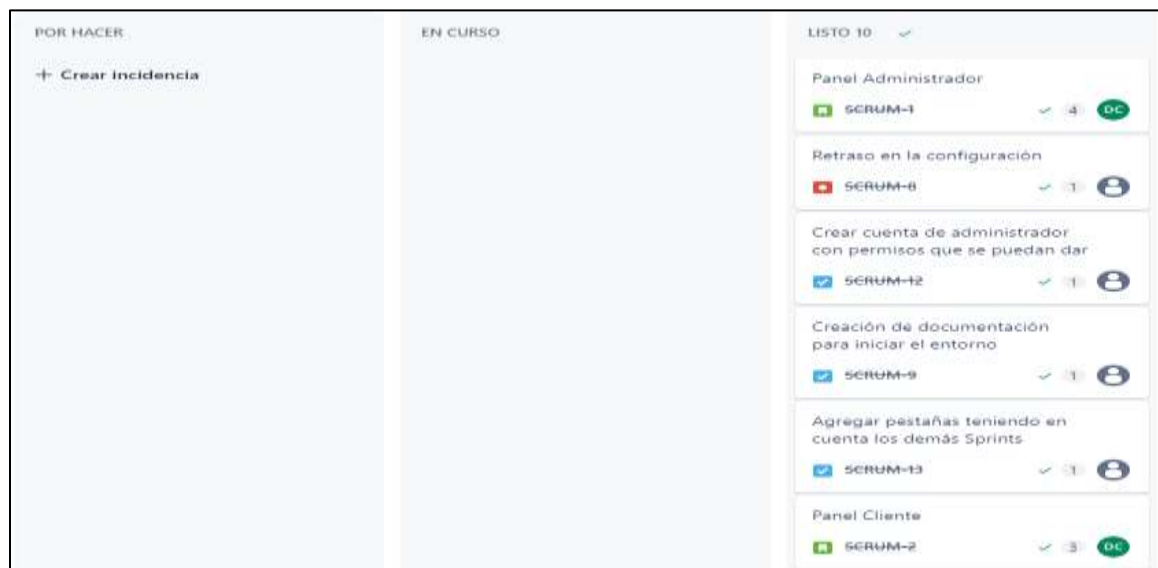 POR HACER
+ Crear incidencia
EN CURSO
LISTO 10
Panel Administrador
SCRUM-1 4 DC
Retraso en la configuración
SCRUM-8 1
Crear cuenta de administrador
con permisos que se puedan dar
SCRUM-12 1
Creación de documentación
para iniciar el entorno
SCRUM-9 1
Agregar pestañas teniendo en
cuenta los demás Sprints
SCRUM-13 1
Panel Cliente
SCRUM-2 3 DC